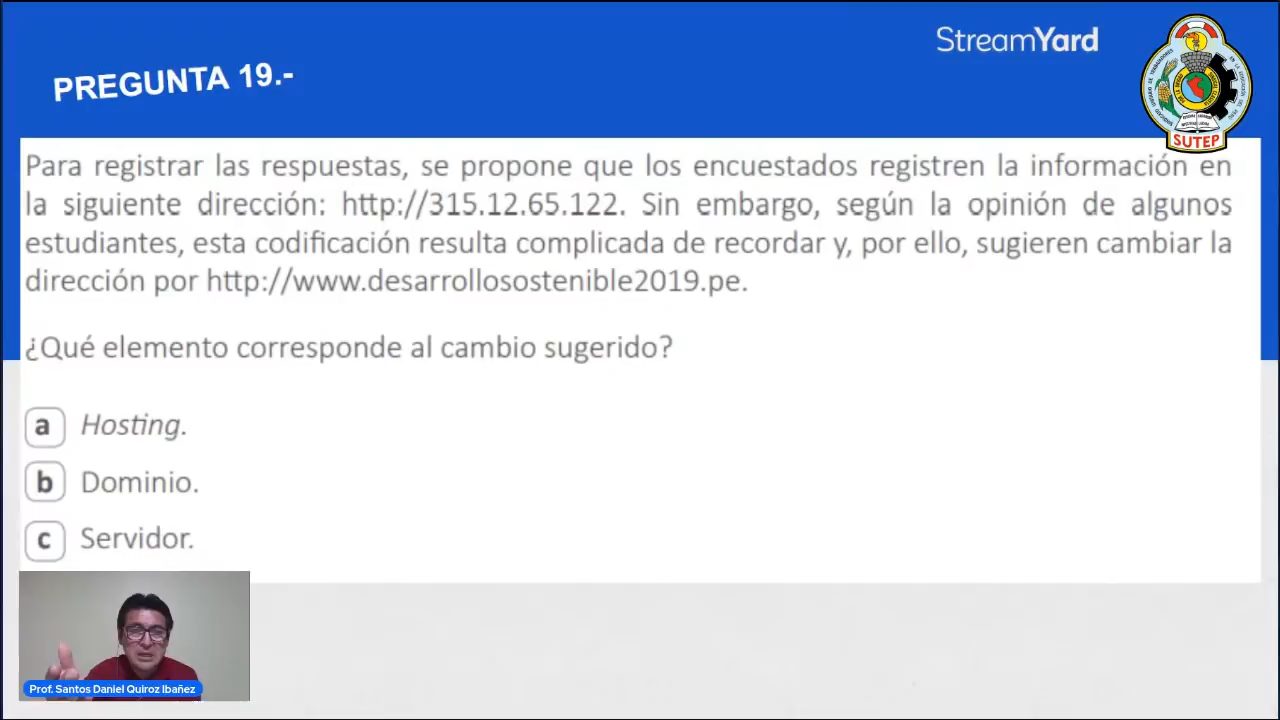 StreamYard
PREGUNTA 19.-
SUTEP
Para registrar las respuestas, se propone que los encuestados registren la información en
la siguiente dirección: http://315.12.65.122. Sin embargo, según la opinión de algunos
estudiantes, esta codificación resulta complicada de recordar y, por ello, sugieren cambiar la
dirección por http://www.desarrollosostenible2019.pe.
¿Qué elemento corresponde al cambio sugerido?
a Hosting.
b Dominio.
c Servidor.
Prof. Santos Daniel Quiroz Ibañez